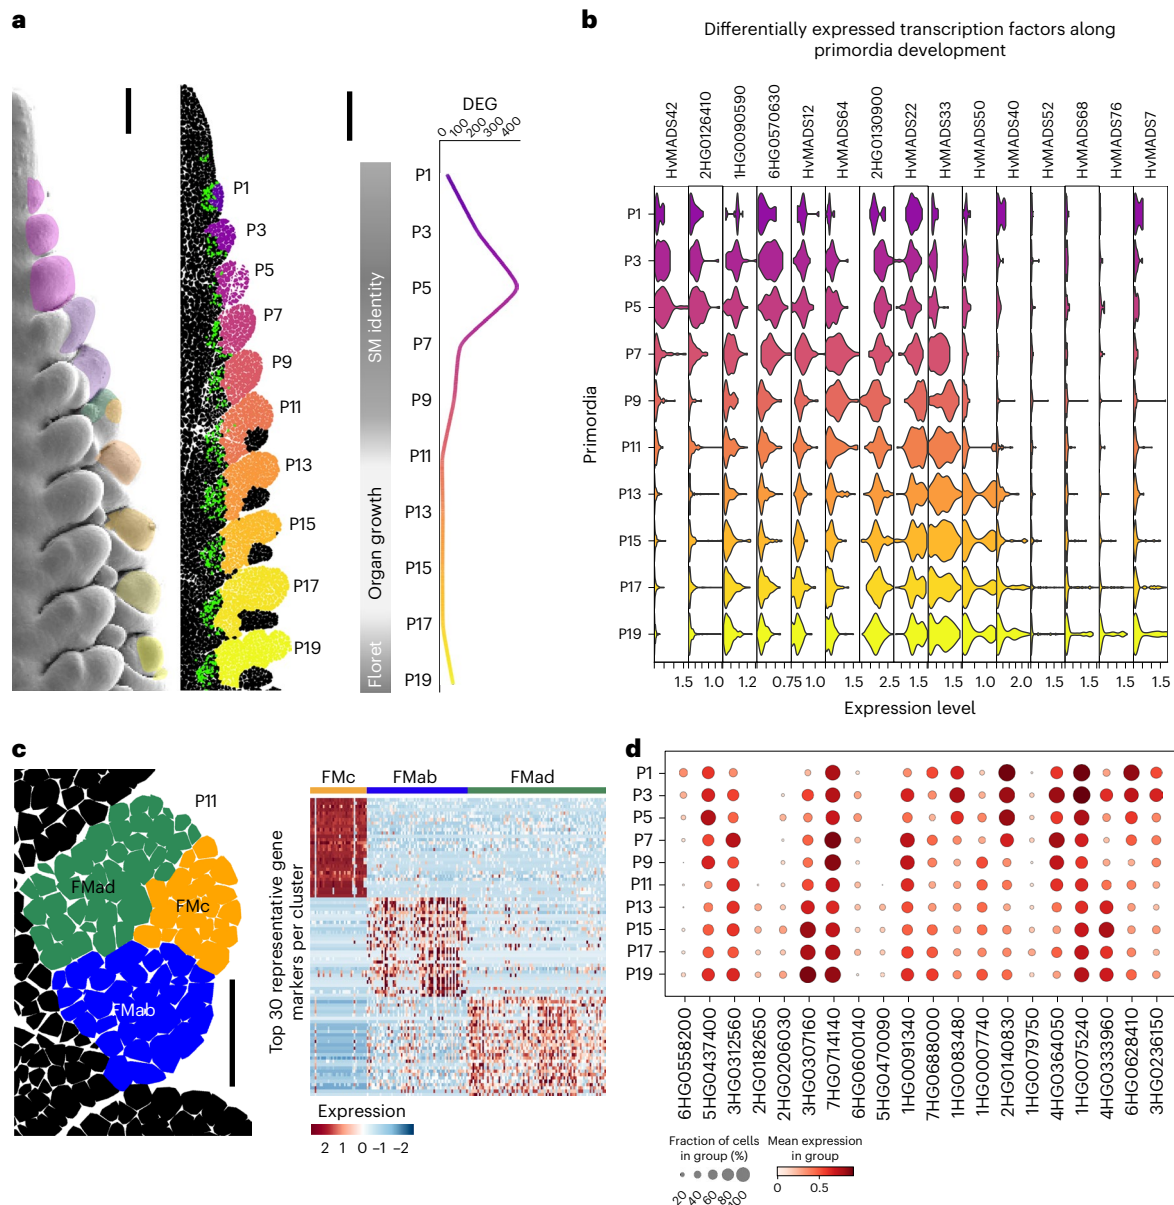 a
DEG
0 100 200 300 400
P1
P3
P5
P7
P9
P11
P13
P15
P17
P19
SM identity
Organ growth
Floret
P1
P3
P5
P7
P9
P11
P13
P15
P17
P19
b
Differentially expressed transcription factors along
primordia development
HvMADS42
2HG0126410
1HG0090590
6HG0570630
HvMADS12
HvMADS64
2HG0130900
HvMADS22
HvMADS33
HvMADS50
HvMADS40
HvMADS52
HvMADS68
HvMADS76
HvMADS7
Primordia
P1
P3
P5
P7
P9
P11
P13
P15
P17
P19
1.5 1.0 1.2 0.75 1.0 1.5 2.5 1.5 1.5 1.0 2.0 1.5 1.5 1.5 1.5
Expression level
c
P11
FMad
FMc
FMab
FMc FMab FMad
Top 30 representative gene
markers per cluster
Expression
2 1 0 −1 −2
d
P1
P3
P5
P7
P9
P11
P13
P15
P17
P19
6HG0558200
5HG0437400
3HG0312560
2HG0182650
2HG0206030
3HG0307160
7HG0714140
6HG0600140
5HG0470090
1HG0091340
7HG0688000
1HG0083480
1HG0007740
2HG0140830
1HG0079750
4HG0364050
1HG0075240
4HG0333960
6HG0628410
3HG0236150
Fraction of cells
in group (%)
20 40 60 80 100
Mean expression
in group
0 0.5